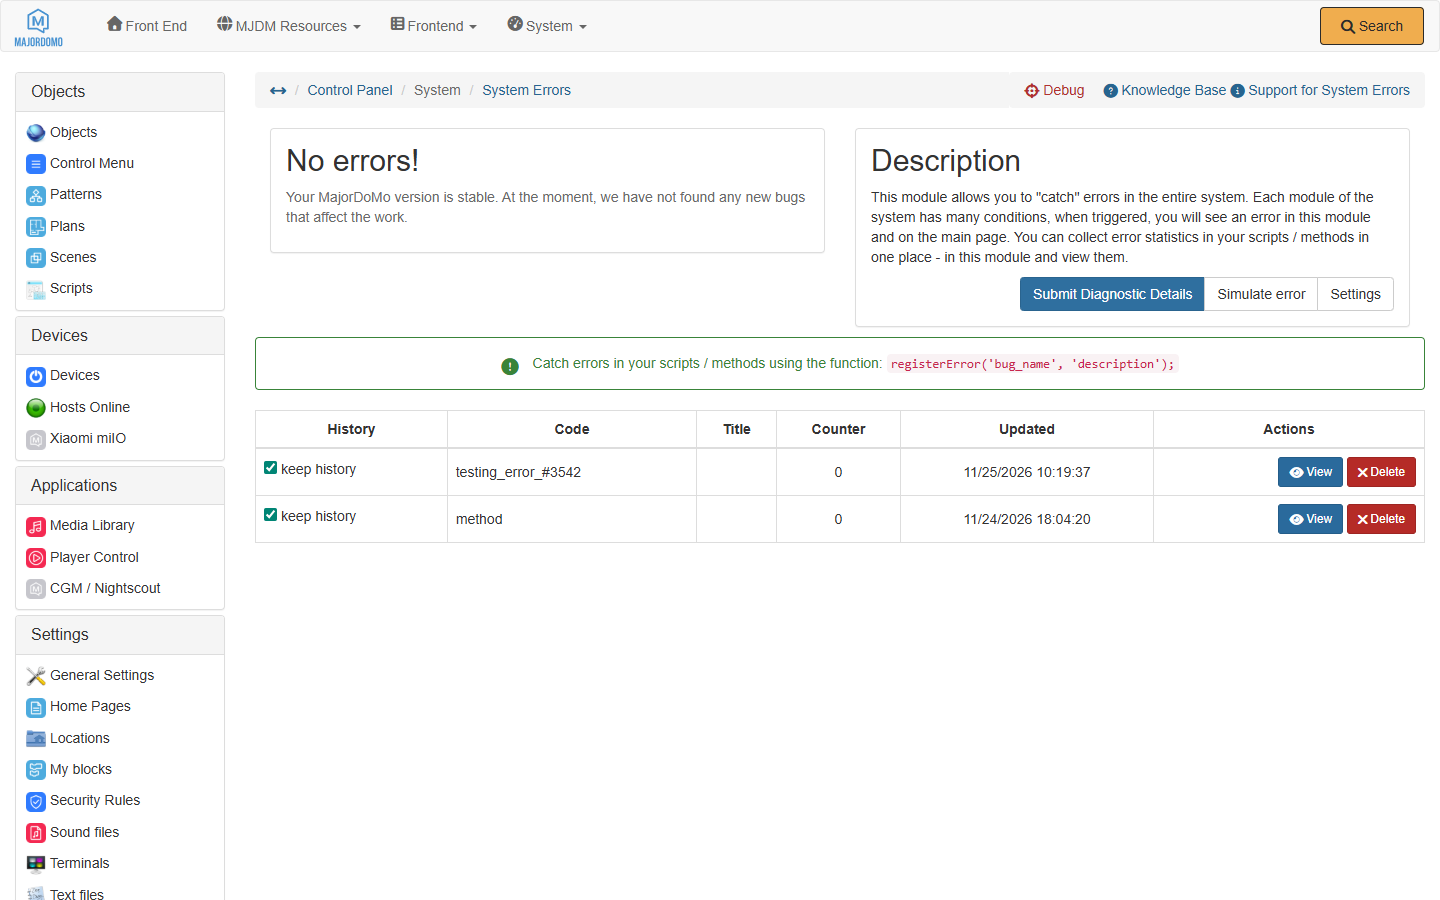 MAJORDOMO
Front End
MJDM Resources
Frontend
System
Search
Objects
Objects
Control Menu
Patterns
Plans
Scenes
Scripts
Devices
Devices
Hosts Online
Xiaomi miIO
Applications
Media Library
Player Control
CGM / Nightscout
Settings
General Settings
Home Pages
Locations
My blocks
Security Rules
Sound files
Terminals
Text files
/ Control Panel / System / System Errors
Debug
Knowledge Base
Support for System Errors
No errors!
Your MajorDoMo version is stable. At the moment, we have not found any new bugs
that affect the work.
Description
This module allows you to "catch" errors in the entire system. Each module of the
system has many conditions, when triggered, you will see an error in this module
and on the main page. You can collect error statistics in your scripts / methods in
one place - in this module and view them.
Submit Diagnostic Details
Simulate error
Settings
Catch errors in your scripts / methods using the function: registerError('bug_name', 'description');
History Code Title Counter Updated Actions
keep history testing_error_#3542 0 11/25/2026 10:19:37 View Delete
keep history method 0 11/24/2026 18:04:20 View Delete